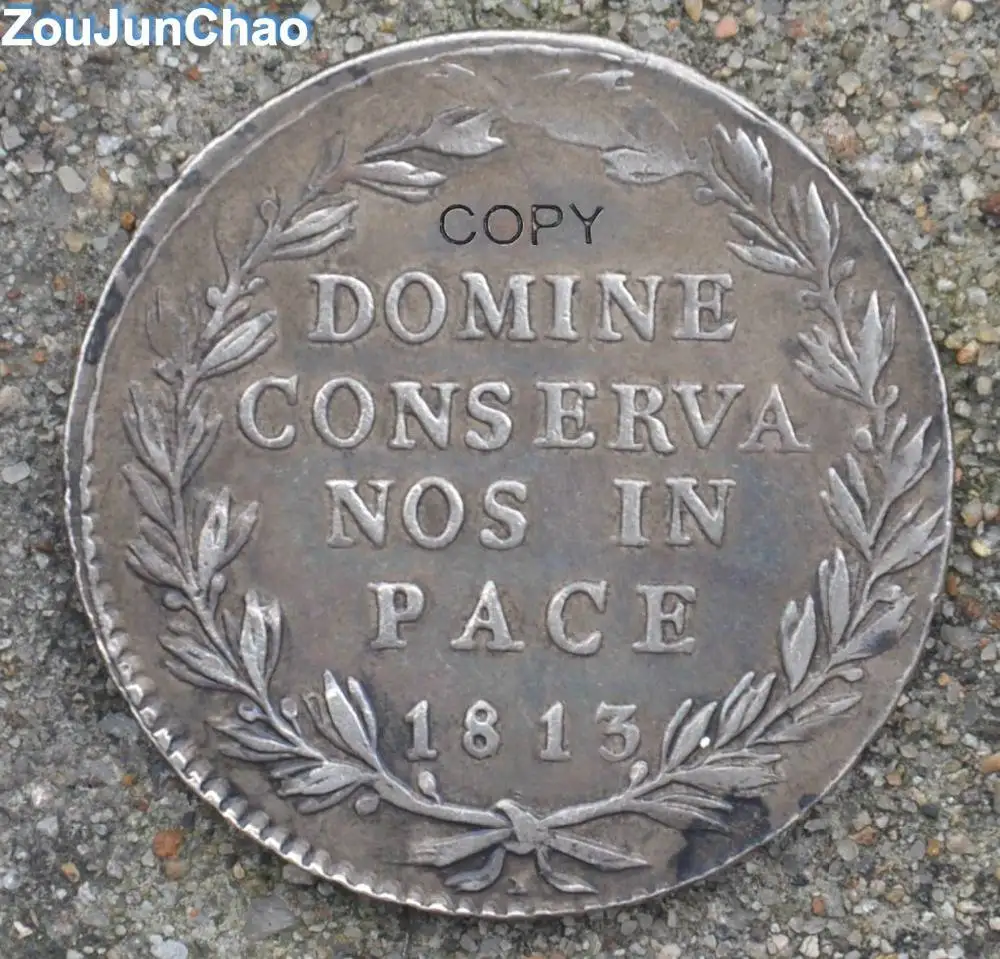 ZouJunChao
COPY
DOMINE
CONSERVA
NOS IN
PACE
1813